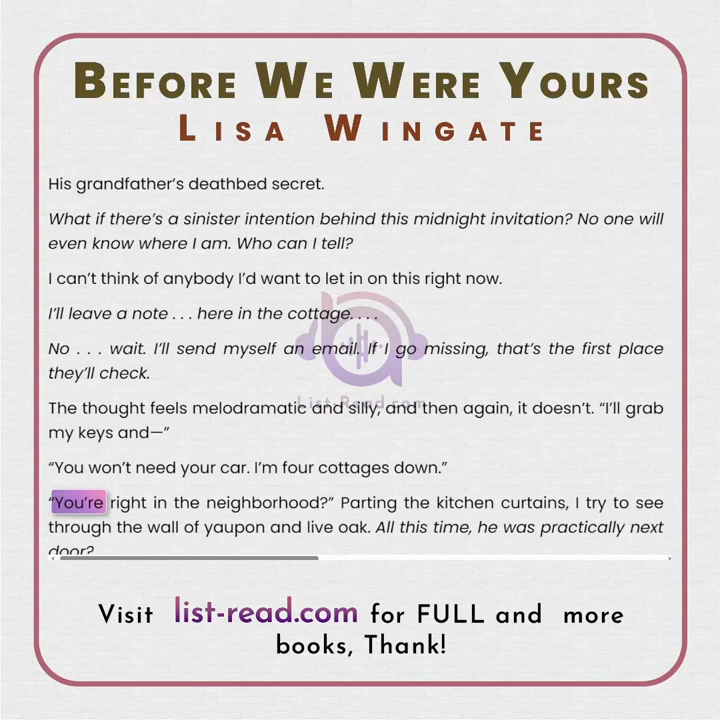 BEFORE WE WERE YOURS
LISA WINGATE
His grandfather’s deathbed secret.
What if there’s a sinister intention behind this midnight invitation? No one will
even know where I am. Who can I tell?
I can’t think of anybody I’d want to let in on this right now.
I’ll leave a note . . . here in the cottage. . . .
No . . . wait. I’ll send myself an email. If I go missing, that’s the first place
they’ll check.
List-Read.com
The thought feels melodramatic and silly, and then again, it doesn’t. “I’ll grab
my keys and—”
“You won’t need your car. I’m four cottages down.”
“You’re right in the neighborhood?” Parting the kitchen curtains, I try to see
through the wall of yaupon and live oak. All this time, he was practically next
door?
Visit list-read.com for FULL and more
books, Thank!